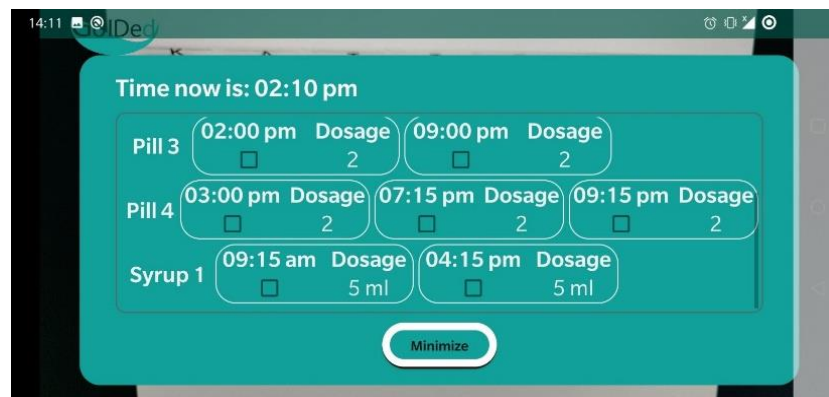 14:11
GolDed
Time now is: 02:10 pm
Pill 3 02:00 pm Dosage 2 09:00 pm Dosage 2
Pill 4 03:00 pm Dosage 2 07:15 pm Dosage 2 09:15 pm Dosage 2
Syrup 1 09:15 am Dosage 5 ml 04:15 pm Dosage 5 ml
Minimize